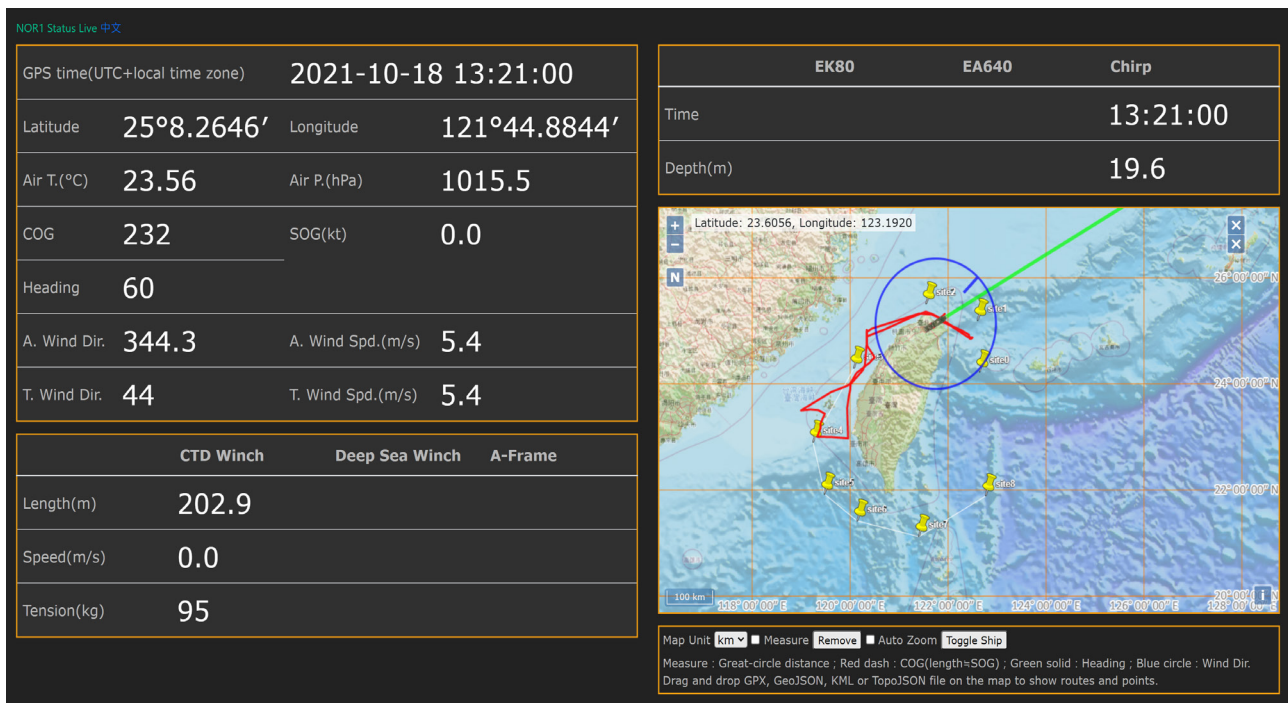 NOR1 Status Live 中文
GPS time(UTC+local time zone) 2021-10-18 13:21:00
Latitude 25°8.2646′ Longitude 121°44.8844′
Air T.(°C) 23.56 Air P.(hPa) 1015.5
COG 232 SOG(kt) 0.0
Heading 60
A. Wind Dir. 344.3 A. Wind Spd.(m/s) 5.4
T. Wind Dir. 44 T. Wind Spd.(m/s) 5.4
CTD Winch Deep Sea Winch A-Frame
Length(m) 202.9
Speed(m/s) 0.0
Tension(kg) 95
EK80 EA640 Chirp
Time 13:21:00
Depth(m) 19.6
+ Latitude: 23.6056, Longitude: 123.1920 ×
− ×
N 26° 00′ 00″ N
site2
site1
site0
24° 00′ 00″ N
site4
site5 site8
22° 00′ 00″ N
site6
site7
100 km
20° 00′ 00″ i
118° 00′ 00″ E 120° 00′ 00″ E 122° 00′ 00″ E 124° 00′ 00″ E 126° 00′ 00″ E 128° 00′ 00″ E
Map Unit km Measure Remove Auto Zoom Toggle Ship
Measure : Great-circle distance ; Red dash : COG(length≒SOG) ; Green solid : Heading ; Blue circle : Wind Dir.
Drag and drop GPX, GeoJSON, KML or TopoJSON file on the map to show routes and points.